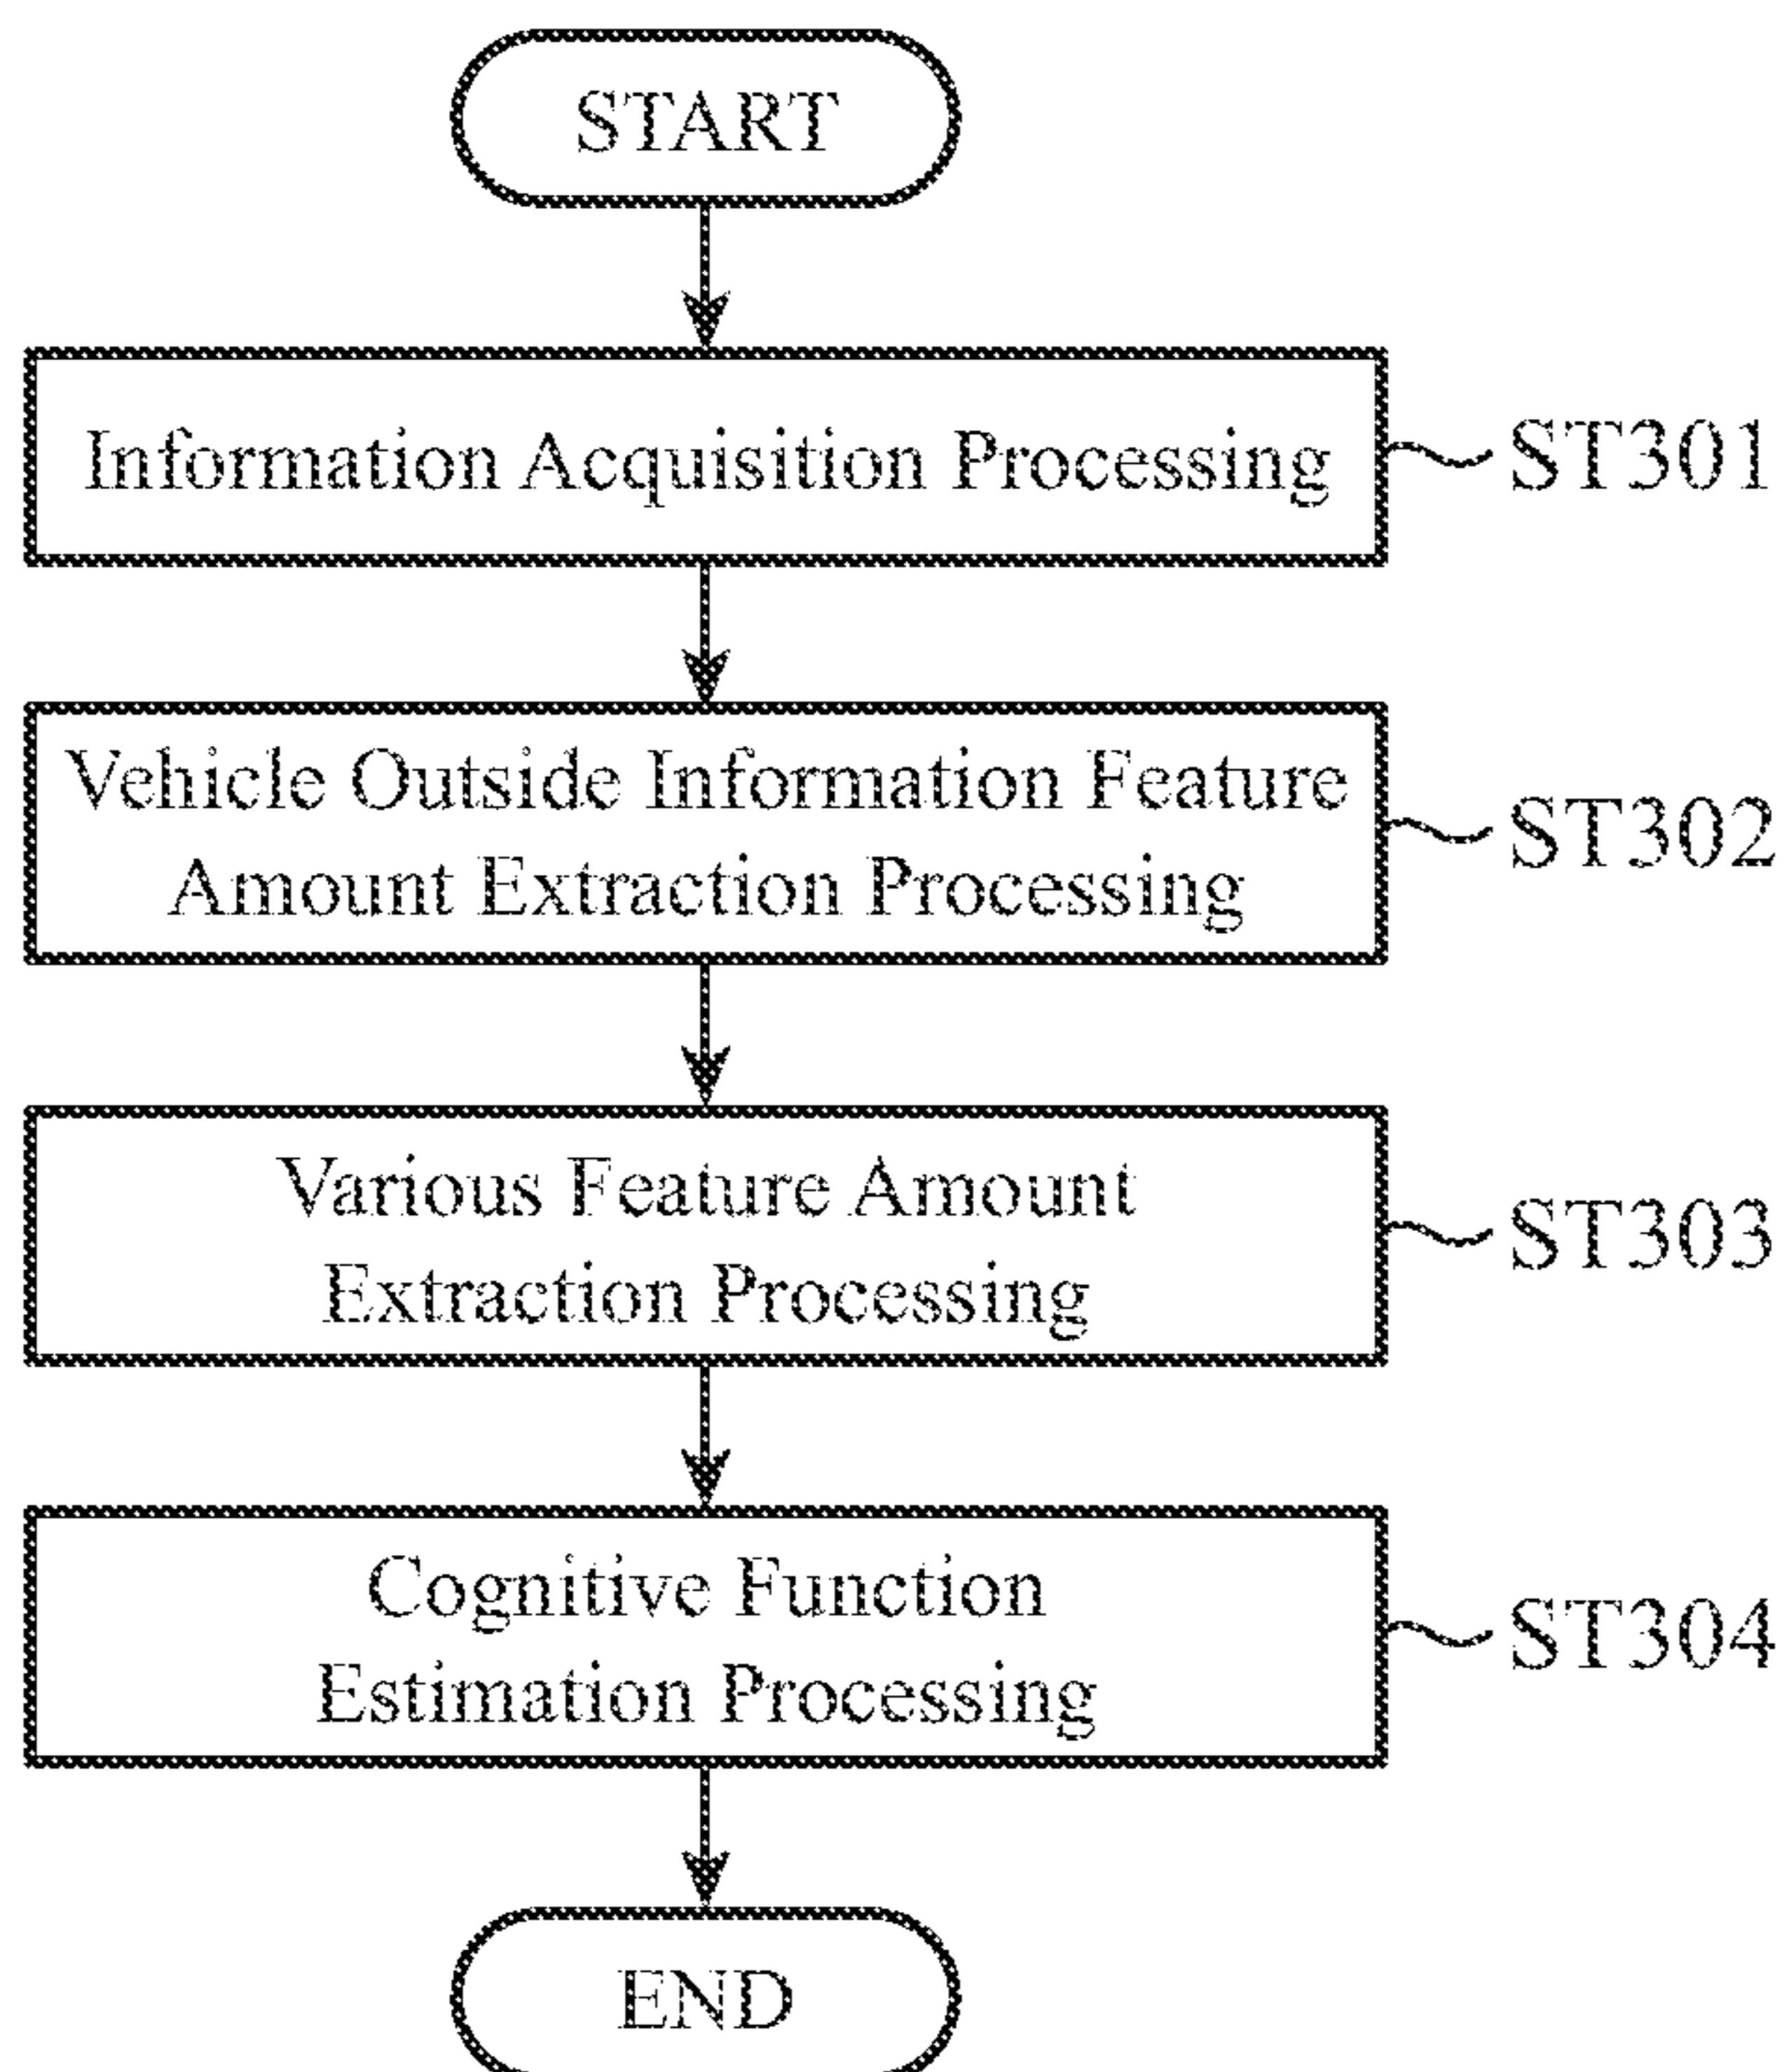 START
Information Acquisition Processing
ST301
Vehicle Outside Information Feature
Amount Extraction Processing
ST302
Various Feature Amount
Extraction Processing
ST303
Cognitive Function
Estimation Processing
ST304
END